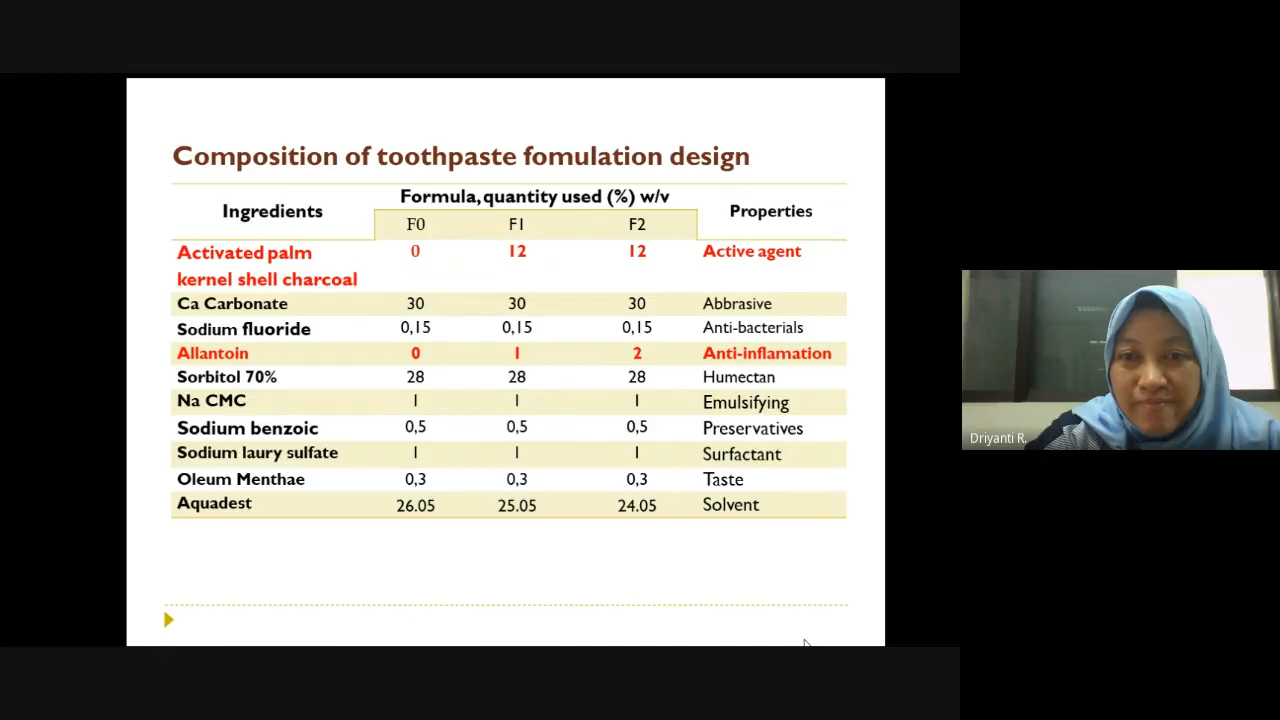 Composition of toothpaste fomulation design
Ingredients Formula, quantity used (%) w/v Properties
F0 F1 F2
Activated palm kernel shell charcoal 0 12 12 Active agent
Ca Carbonate 30 30 30 Abbrasive
Sodium fluoride 0,15 0,15 0,15 Anti-bacterials
Allantoin 0 1 2 Anti-inflamation
Sorbitol 70% 28 28 28 Humectan
Na CMC 1 1 1 Emulsifying
Sodium benzoic 0,5 0,5 0,5 Preservatives
Sodium laury sulfate 1 1 1 Surfactant
Oleum Menthae 0,3 0,3 0,3 Taste
Aquadest 26.05 25.05 24.05 Solvent
Driyanti R.